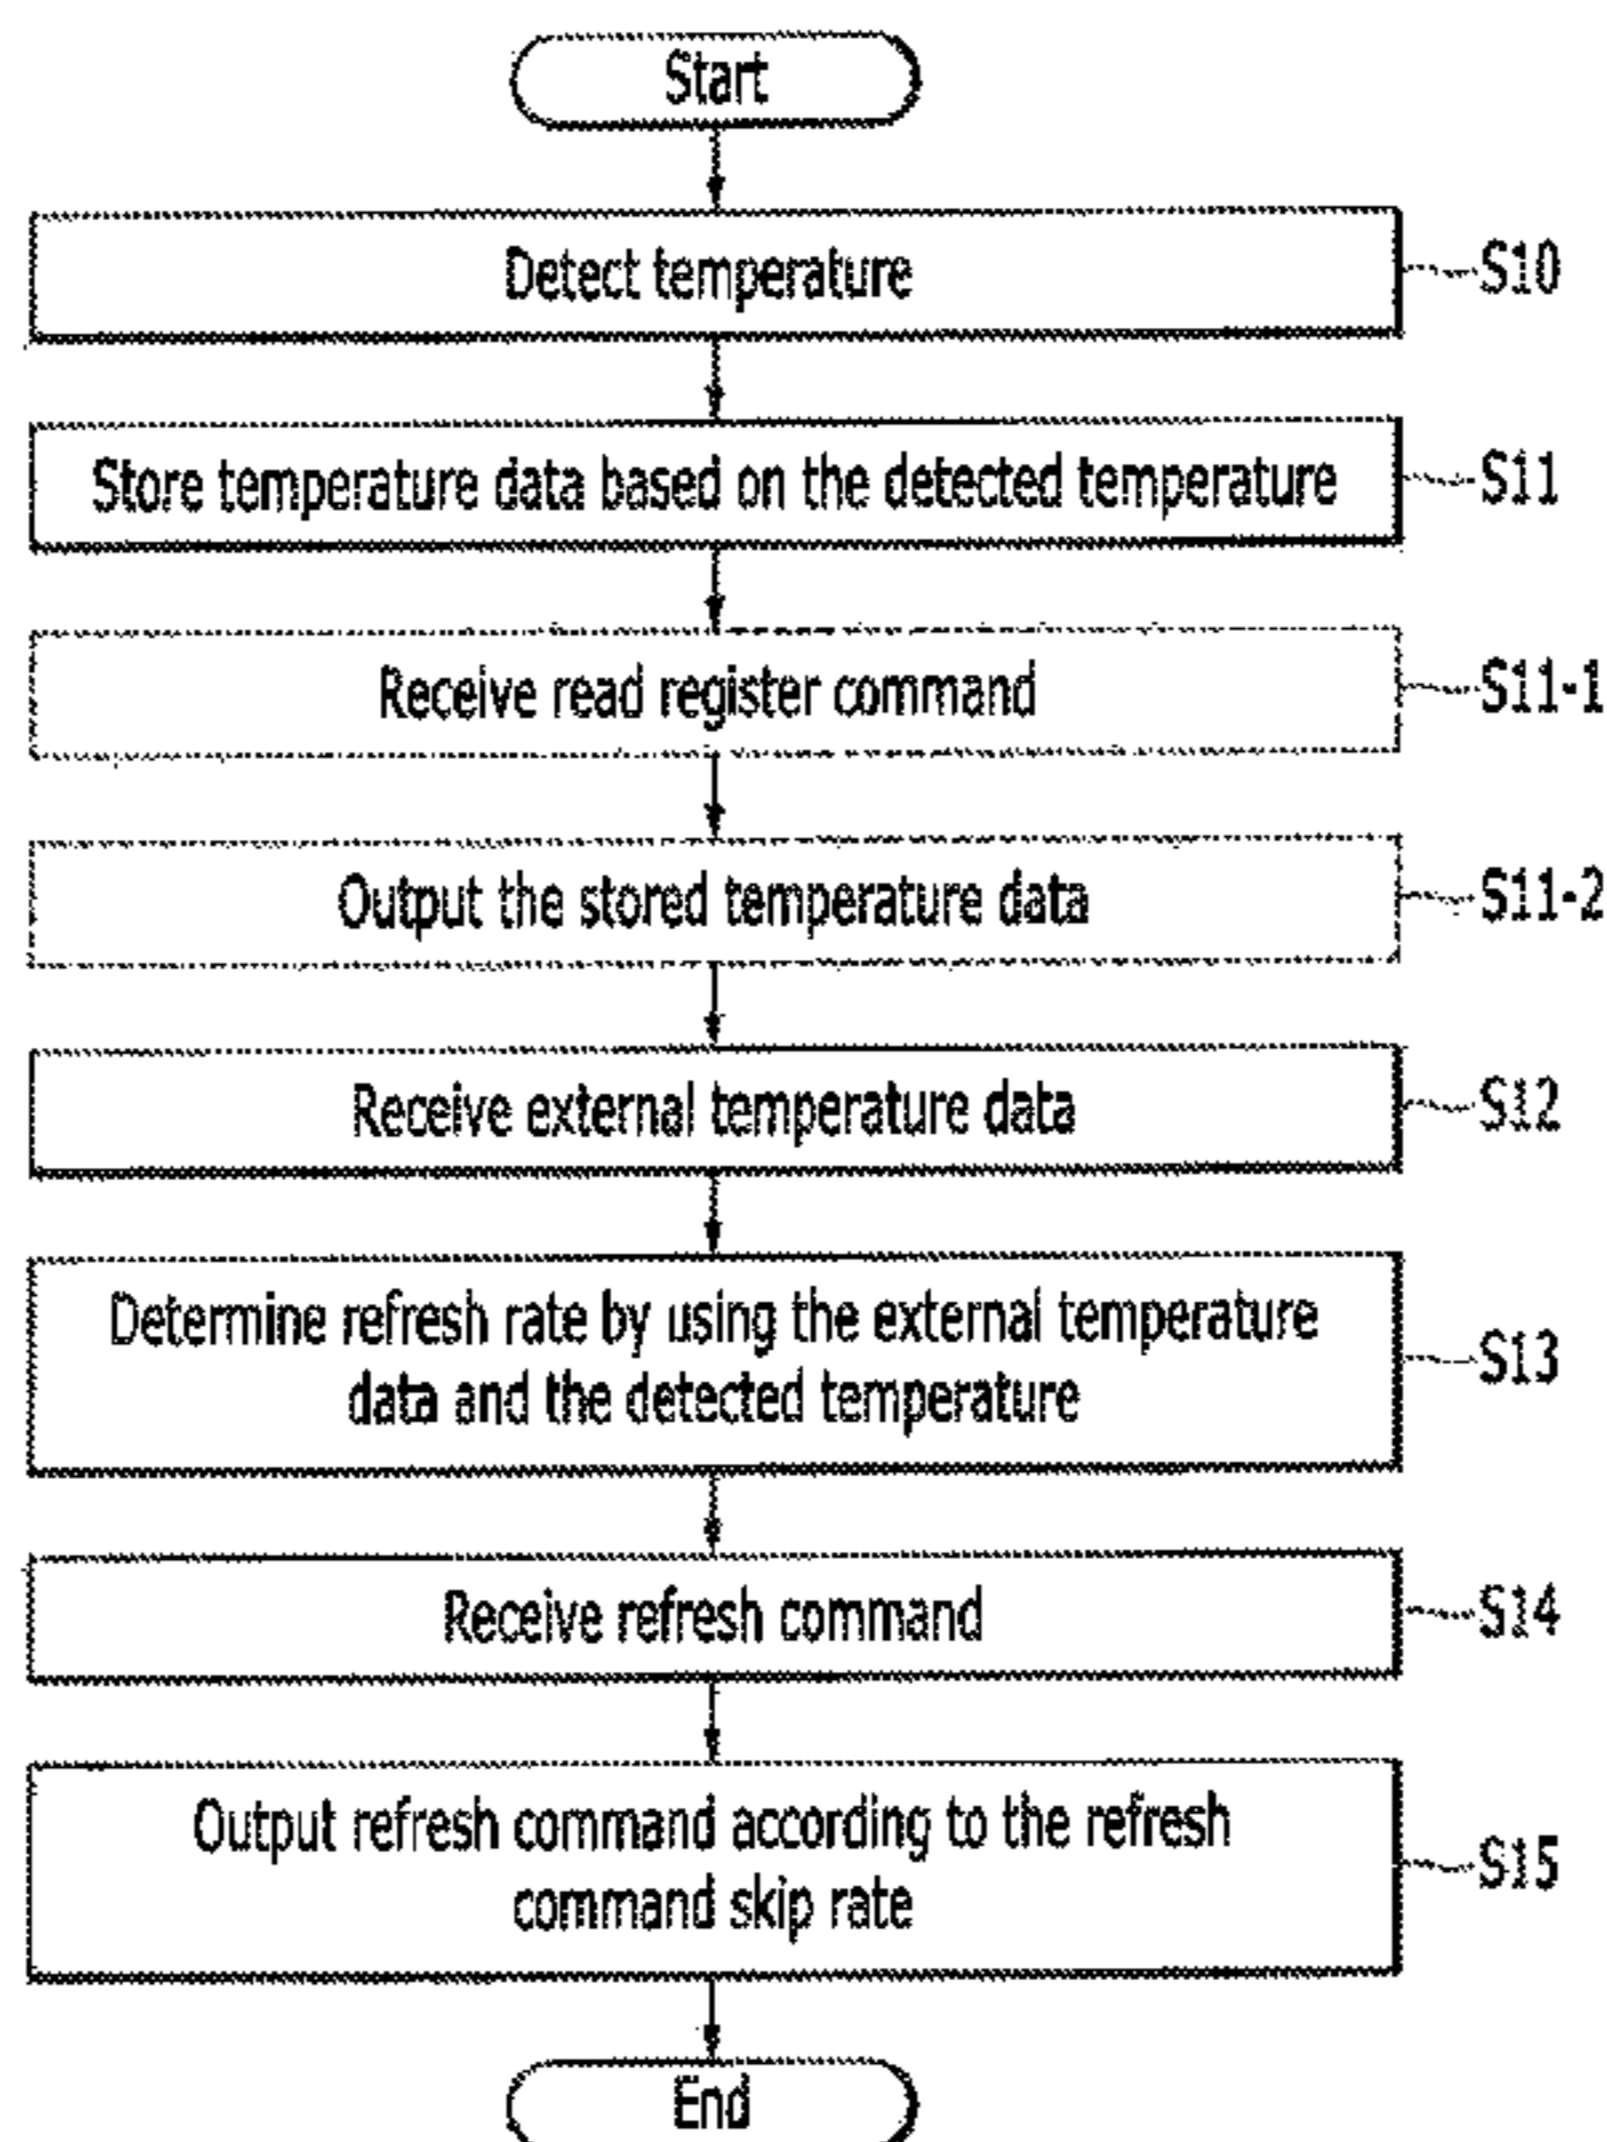 Start
Detect temperature
S10
Store temperature data based on the detected temperature
S11
Receive read register command
S11-1
Output the stored temperature data
S11-2
Receive external temperature data
S12
Determine refresh rate by using the external temperature
data and the detected temperature
S13
Receive refresh command
S14
Output refresh command according to the refresh
command skip rate
S15
End